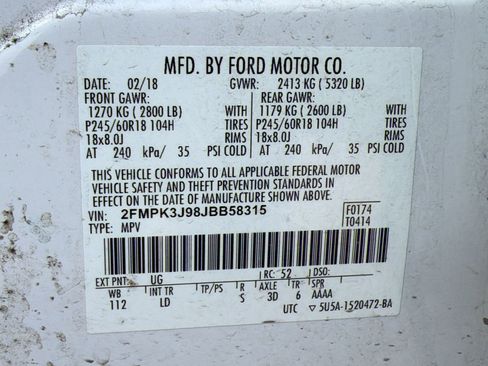 MFD. BY FORD MOTOR CO.
DATE: 02/18 GVWR: 2413 KG ( 5320 LB)
FRONT GAWR: REAR GAWR:
1270 KG ( 2800 LB) WITH 1179 KG ( 2600 LB) WITH
P245/60R18 104H TIRES P245/60R18 104H TIRES
18x8.0J RIMS 18x8.0J RIMS
AT 240 kPa/ 35 PSI COLD AT 240 kPa/ 35 PSI COLD
THIS VEHICLE CONFORMS TO ALL APPLICABLE FEDERAL MOTOR
VEHICLE SAFETY AND THEFT PREVENTION STANDARDS IN
EFFECT ON THE DATE OF MANUFACTURE SHOWN ABOVE.
VIN: 2FMPK3J98JBB58315 F0174
TYPE: MPV T0414
EXT PNT: UG RC: 52 DSO:
WB INT TR TP/PS R AXLE TR SPR
112 LD S 3D 6 AAAA
UTC ▽5U5A-1520472-BA